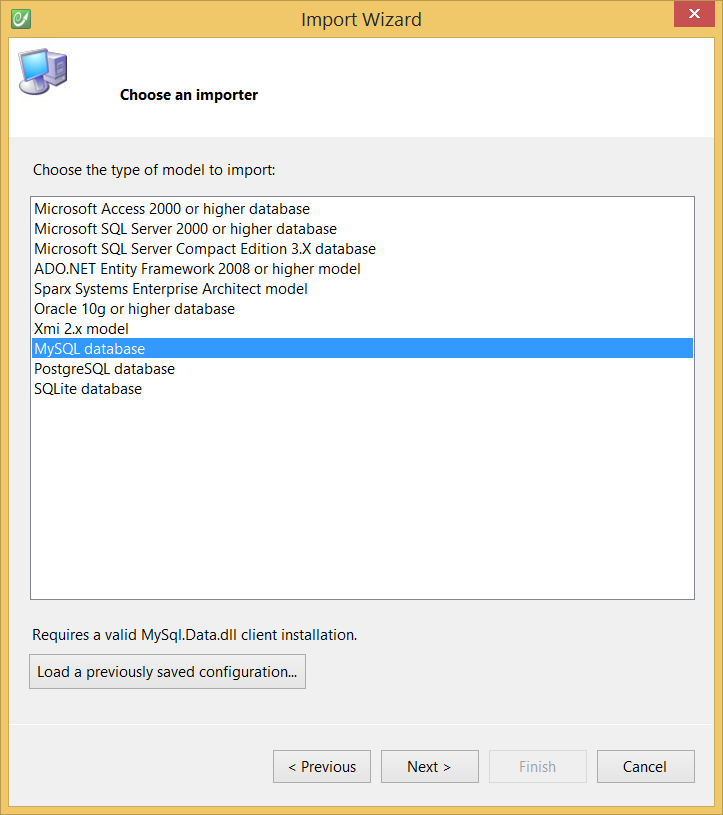 Import Wizard
Choose an importer
Choose the type of model to import:
Microsoft Access 2000 or higher database
Microsoft SQL Server 2000 or higher database
Microsoft SQL Server Compact Edition 3.X database
ADO.NET Entity Framework 2008 or higher model
Sparx Systems Enterprise Architect model
Oracle 10g or higher database
Xmi 2.x model
MySQL database
PostgreSQL database
SQLite database
Requires a valid MySql.Data.dll client installation.
Load a previously saved configuration...
< Previous Next > Finish Cancel